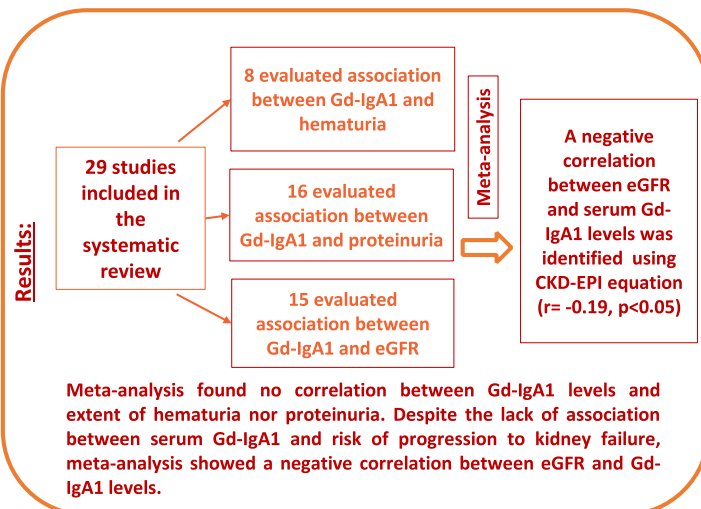 Results:
29 studies
included in
the
systematic
review
8 evaluated association
between Gd-IgA1 and
hematuria
16 evaluated
association between
Gd-IgA1 and proteinuria
15 evaluated
association between
Gd-IgA1 and eGFR
Meta-analysis
A negative
correlation
between eGFR
and serum Gd-
IgA1 levels was
identified using
CKD-EPI equation
(r= -0.19, p<0.05)
Meta-analysis found no correlation between Gd-IgA1 levels and
extent of hematuria nor proteinuria. Despite the lack of association
between serum Gd-IgA1 and risk of progression to kidney failure,
meta-analysis showed a negative correlation between eGFR and Gd-
IgA1 levels.